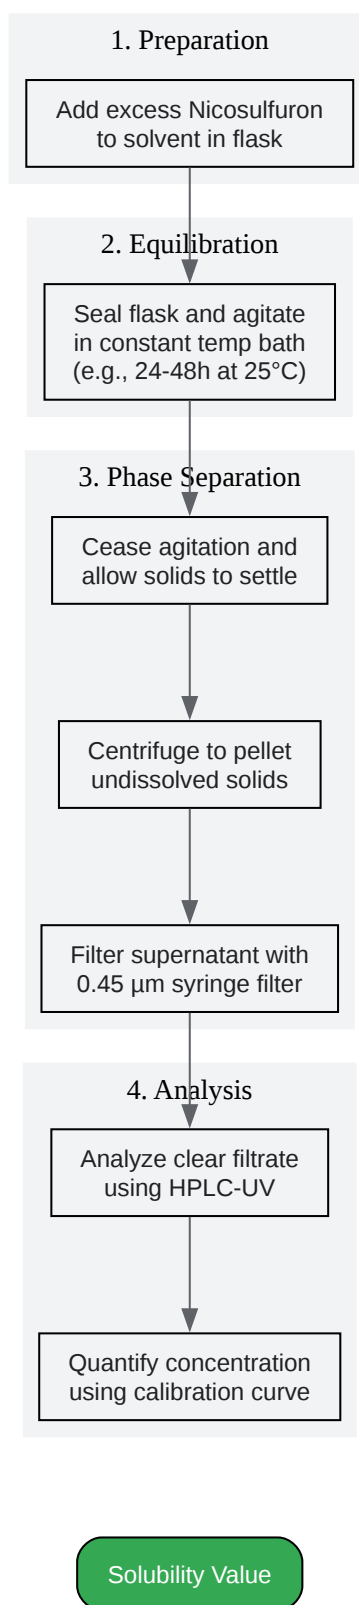 1. Preparation
Add excess Nicosulfuron
to solvent in flask
2. Equilibration
Seal flask and agitate
in constant temp bath
(e.g., 24-48h at 25°C)
3. Phase Separation
Cease agitation and
allow solids to settle
Centrifuge to pellet
undissolved solids
Filter supernatant with
0.45 µm syringe filter
4. Analysis
Analyze clear filtrate
using HPLC-UV
Quantify concentration
using calibration curve
Solubility Value